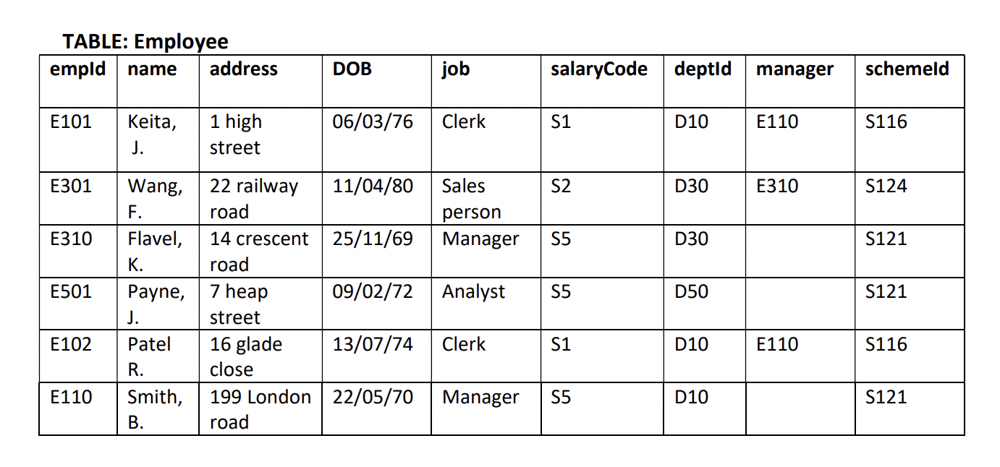 TABLE: Employee
empId name address DOB job salaryCode deptId manager schemeId
E101 Keita, 1 high 06/03/76 Clerk S1 D10 E110 S116
J. street
E301 Wang, 22 railway 11/04/80 Sales S2 D30 E310 S124
F. road person
E310 Flavel, 14 crescent 25/11/69 Manager S5 D30 S121
K. road
E501 Payne, 7 heap 09/02/72 Analyst S5 D50 S121
J. street
E102 Patel 16 glade 13/07/74 Clerk S1 D10 E110 S116
R. close
E110 Smith, 199 London 22/05/70 Manager S5 D10 S121
B. road